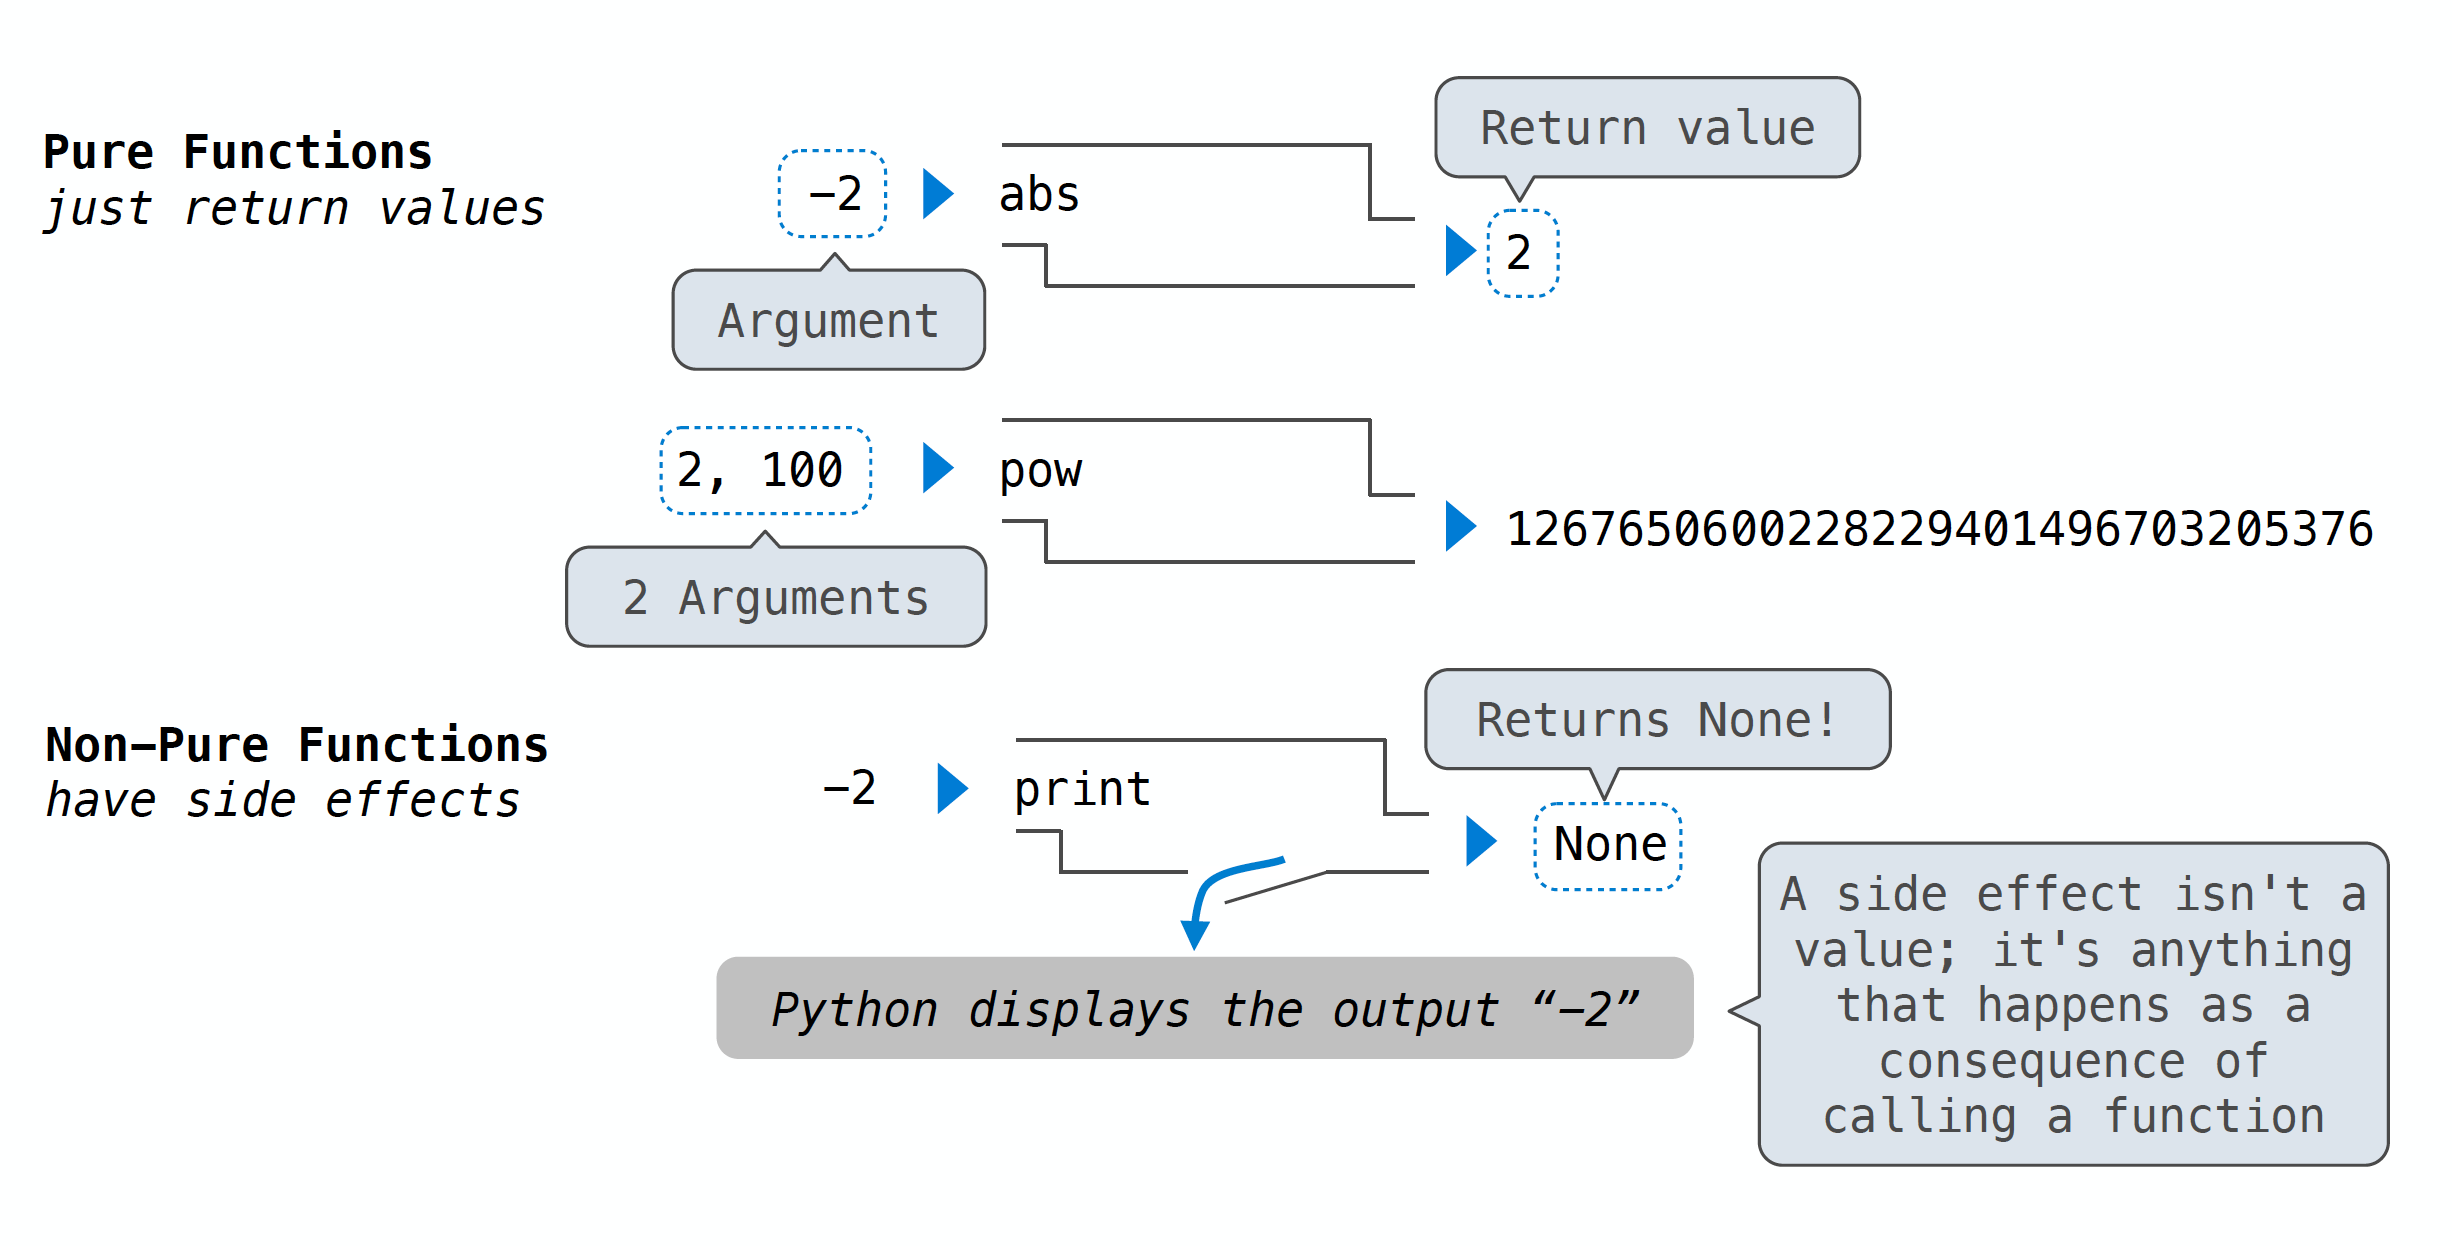 Pure Functions
just return values
−2
abs
Return value
2
Argument
2, 100
pow
1267650600228229401496703205376
2 Arguments
Non−Pure Functions
have side effects
−2
print
Returns None!
None
Python displays the output “−2”
A side effect isn't a
value; it's anything
that happens as a
consequence of
calling a function